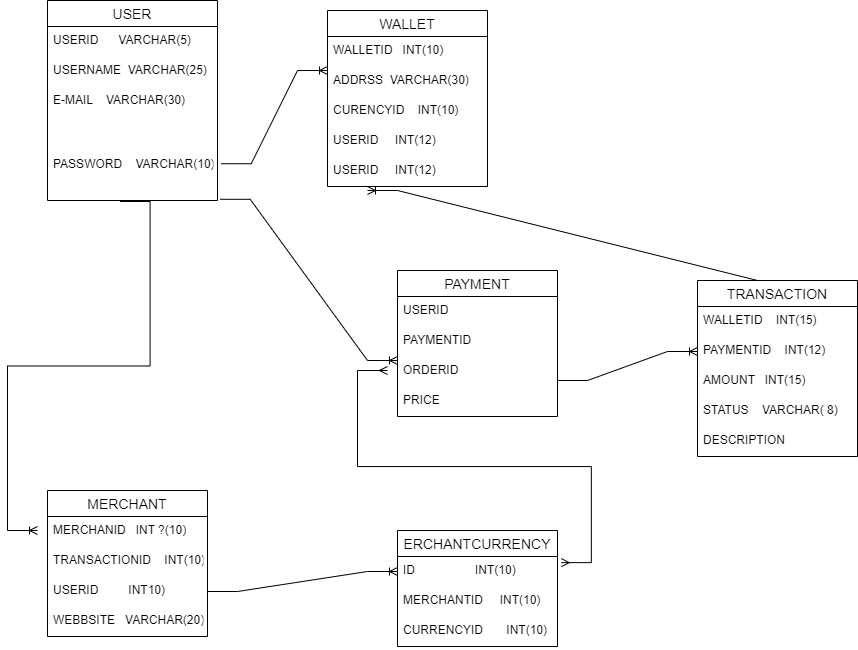 USER
USERID VARCHAR(5)
USERNAME VARCHAR(25)
E-MAIL VARCHAR(30)
PASSWORD VARCHAR(10)
WALLET
WALLETID INT(10)
ADDRSS VARCHAR(30)
CURENCYID INT(10)
USERID INT(12)
USERID INT(12)
PAYMENT
USERID
PAYMENTID
ORDERID
PRICE
TRANSACTION
WALLETID INT(15)
PAYMENTID INT(12)
AMOUNT INT(15)
STATUS VARCHAR( 8)
DESCRIPTION
MERCHANT
MERCHANID INT ?(10)
TRANSACTIONID INT(10)
USERID INT10)
WEBBSITE VARCHAR(20)
ERCHANTCURRENCY
ID INT(10)
MERCHANTID INT(10)
CURRENCYID INT(10)